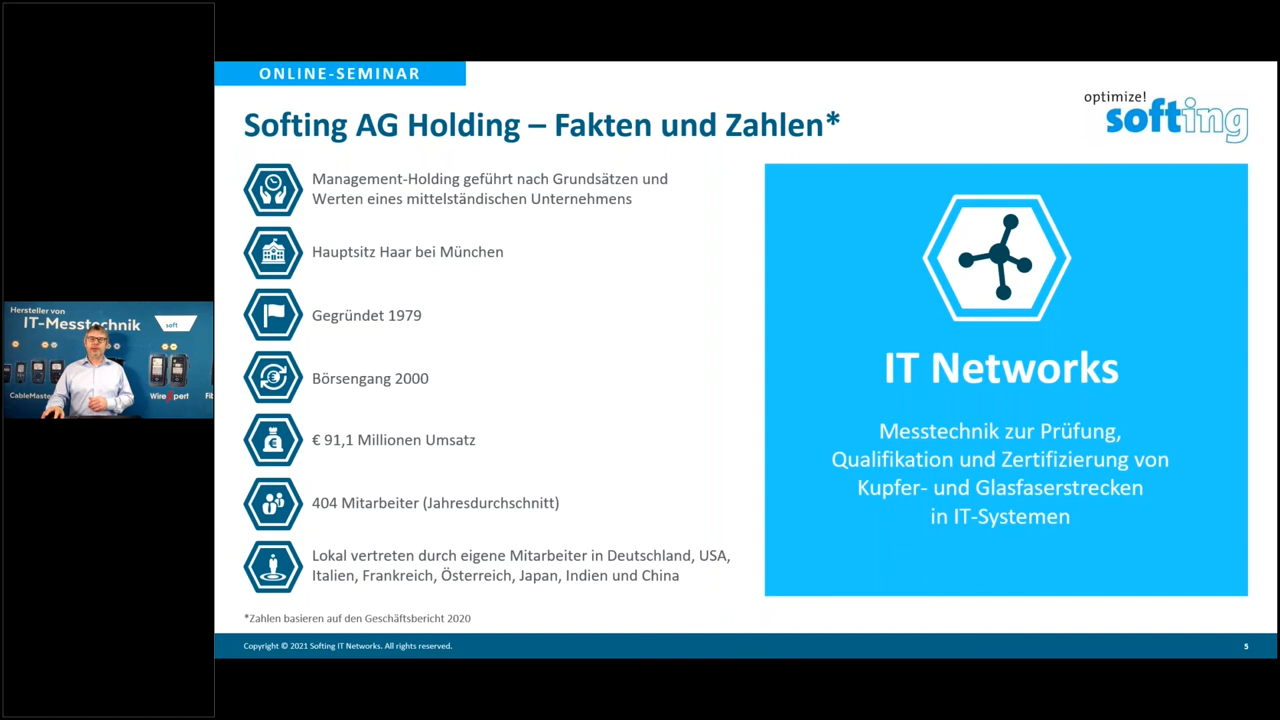 ONLINE-SEMINAR
optimize!
softing
Softing AG Holding – Fakten und Zahlen*
Management-Holding geführt nach Grundsätzen und
Werten eines mittelständischen Unternehmens
Hauptsitz Haar bei München
Gegründet 1979
Börsengang 2000
€ 91,1 Millionen Umsatz
404 Mitarbeiter (Jahresdurchschnitt)
Lokal vertreten durch eigene Mitarbeiter in Deutschland, USA,
Italien, Frankreich, Österreich, Japan, Indien und China
*Zahlen basieren auf den Geschäftsbericht 2020
IT Networks
Messtechnik zur Prüfung,
Qualifikation und Zertifizierung von
Kupfer- und Glasfaserstrecken
in IT-Systemen
Copyright © 2021 Softing IT Networks. All rights reserved.
5
Hersteller von
IT-Messtechnik
soft
CableMaste
WireXpert
Fib